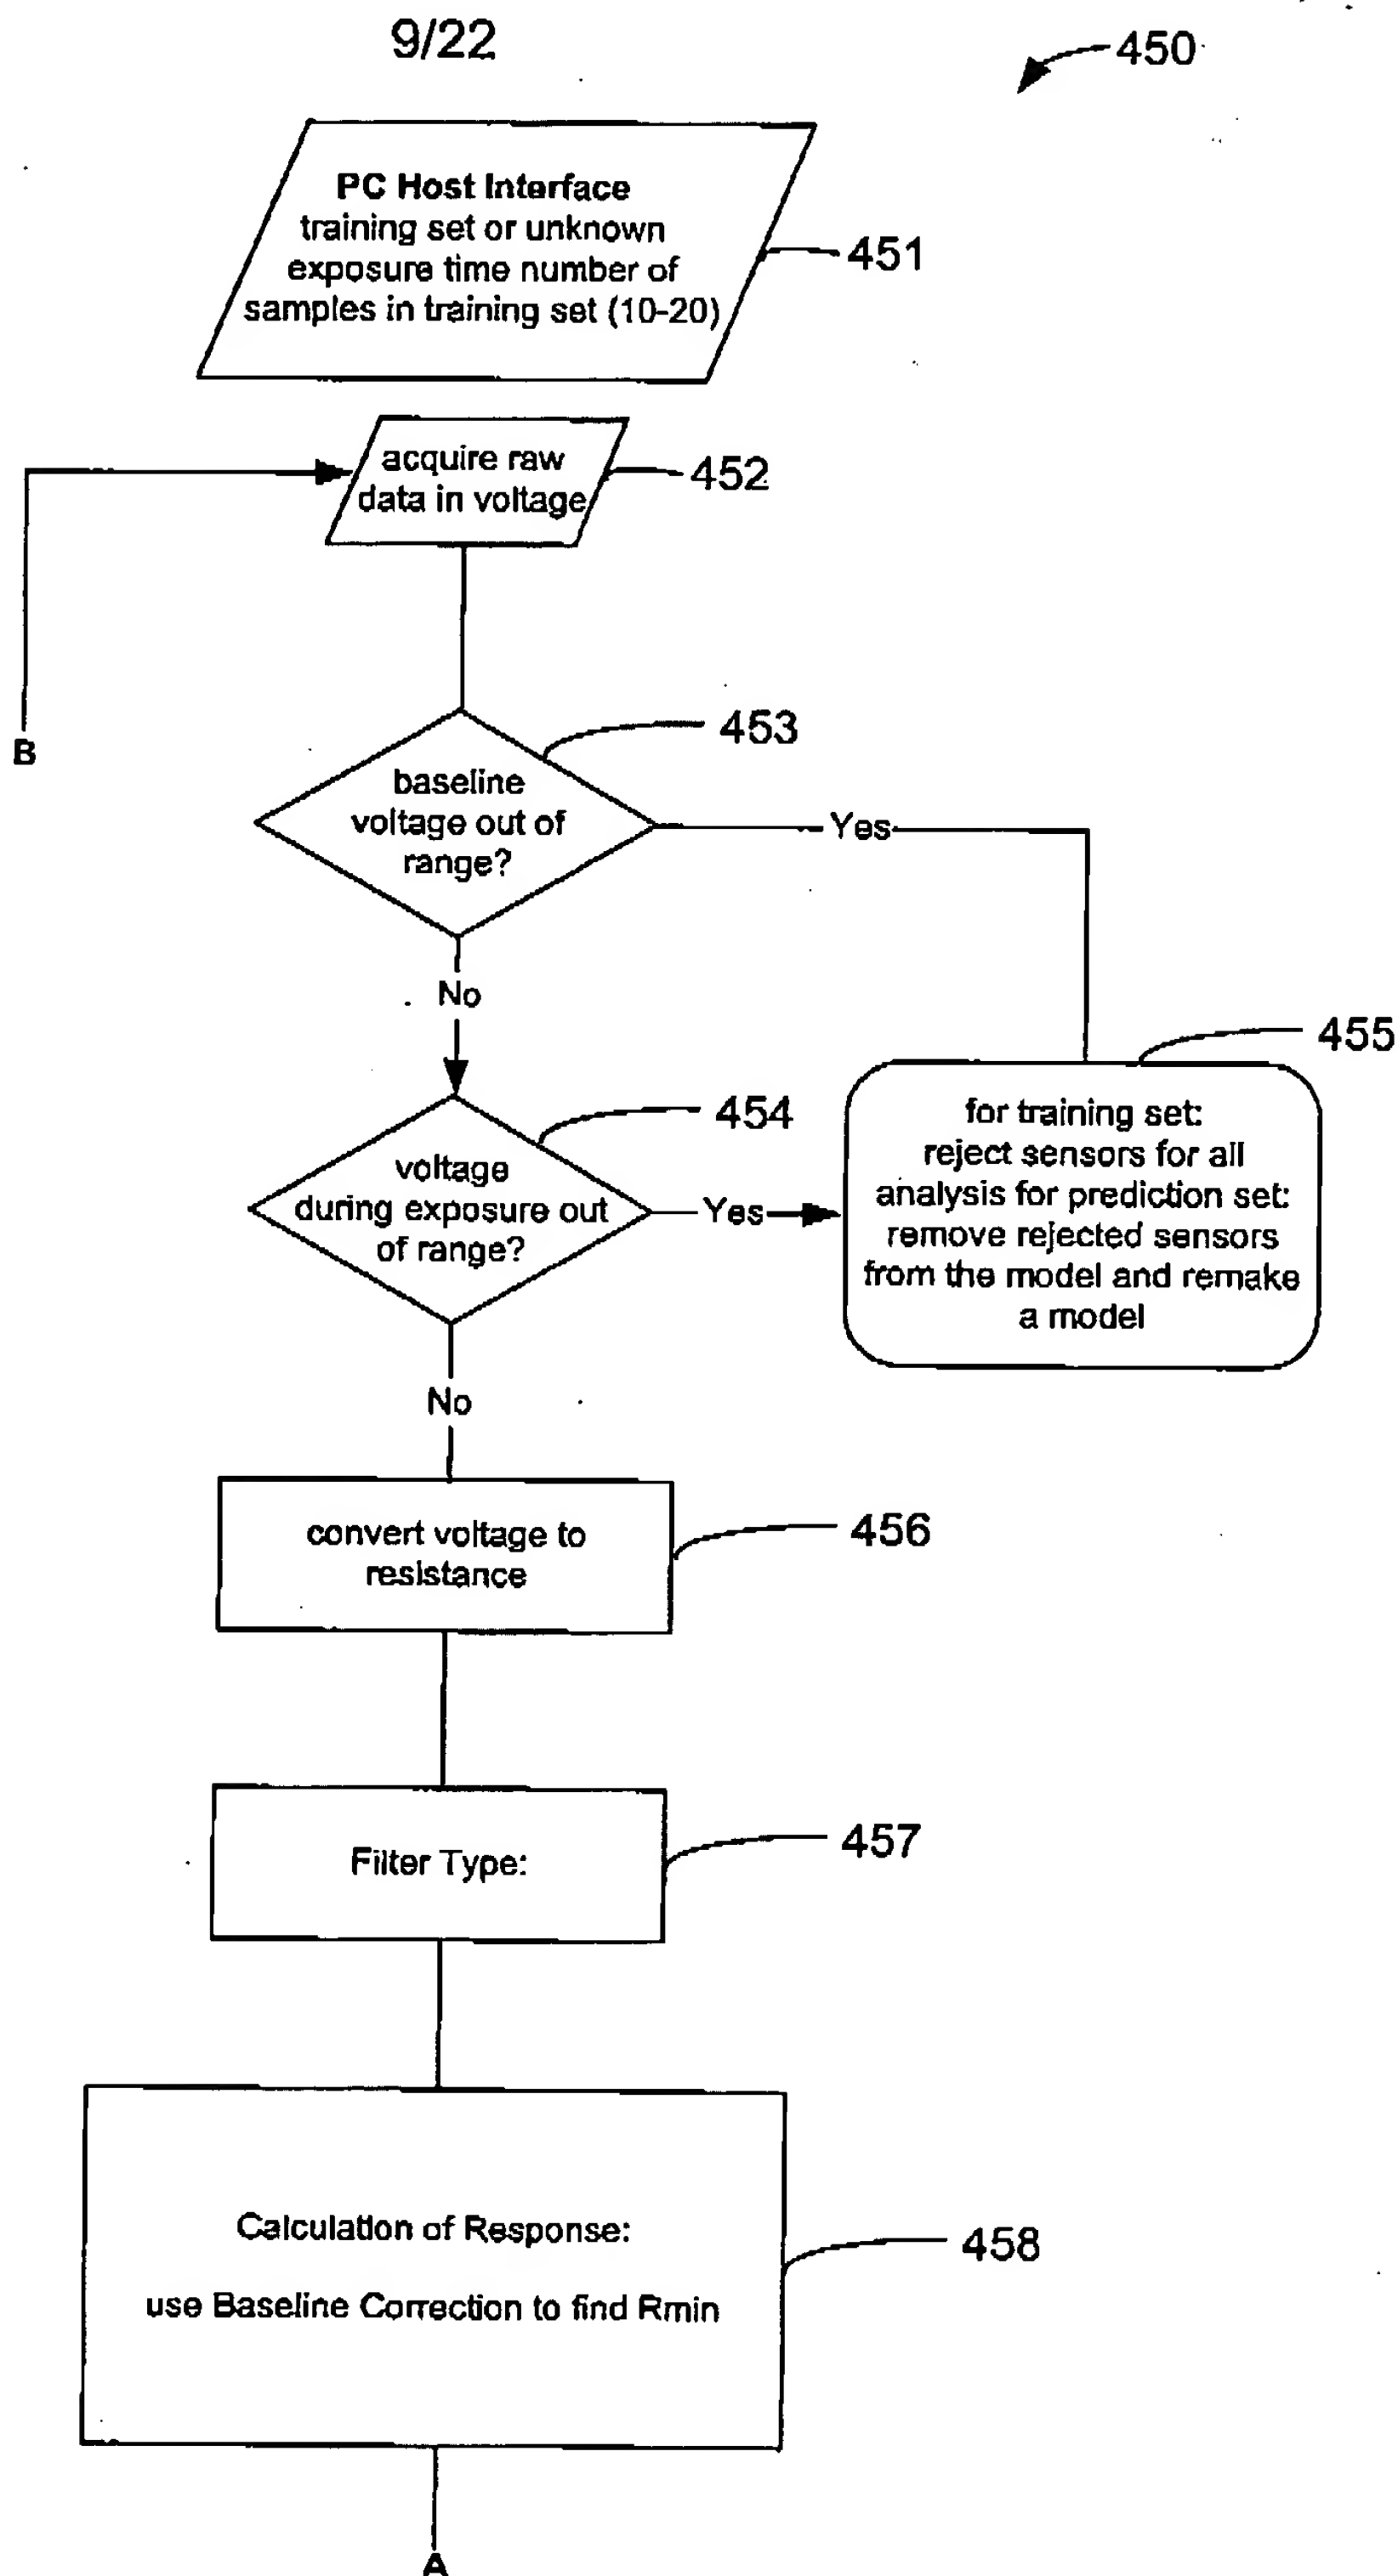 9/22
450
PC Host Interface
training set or unknown
exposure time number of
samples in training set (10-20)
451
acquire raw
data in voltage
452
B
453
baseline
voltage out of
range?
Yes
No
455
454
for training set:
reject sensors for all
analysis for prediction set:
remove rejected sensors
from the model and remake
a model
voltage
during exposure out
of range?
Yes
No
convert voltage to
resistance
456
Filter Type:
457
Calculation of Response:
use Baseline Correction to find Rmin
458
A